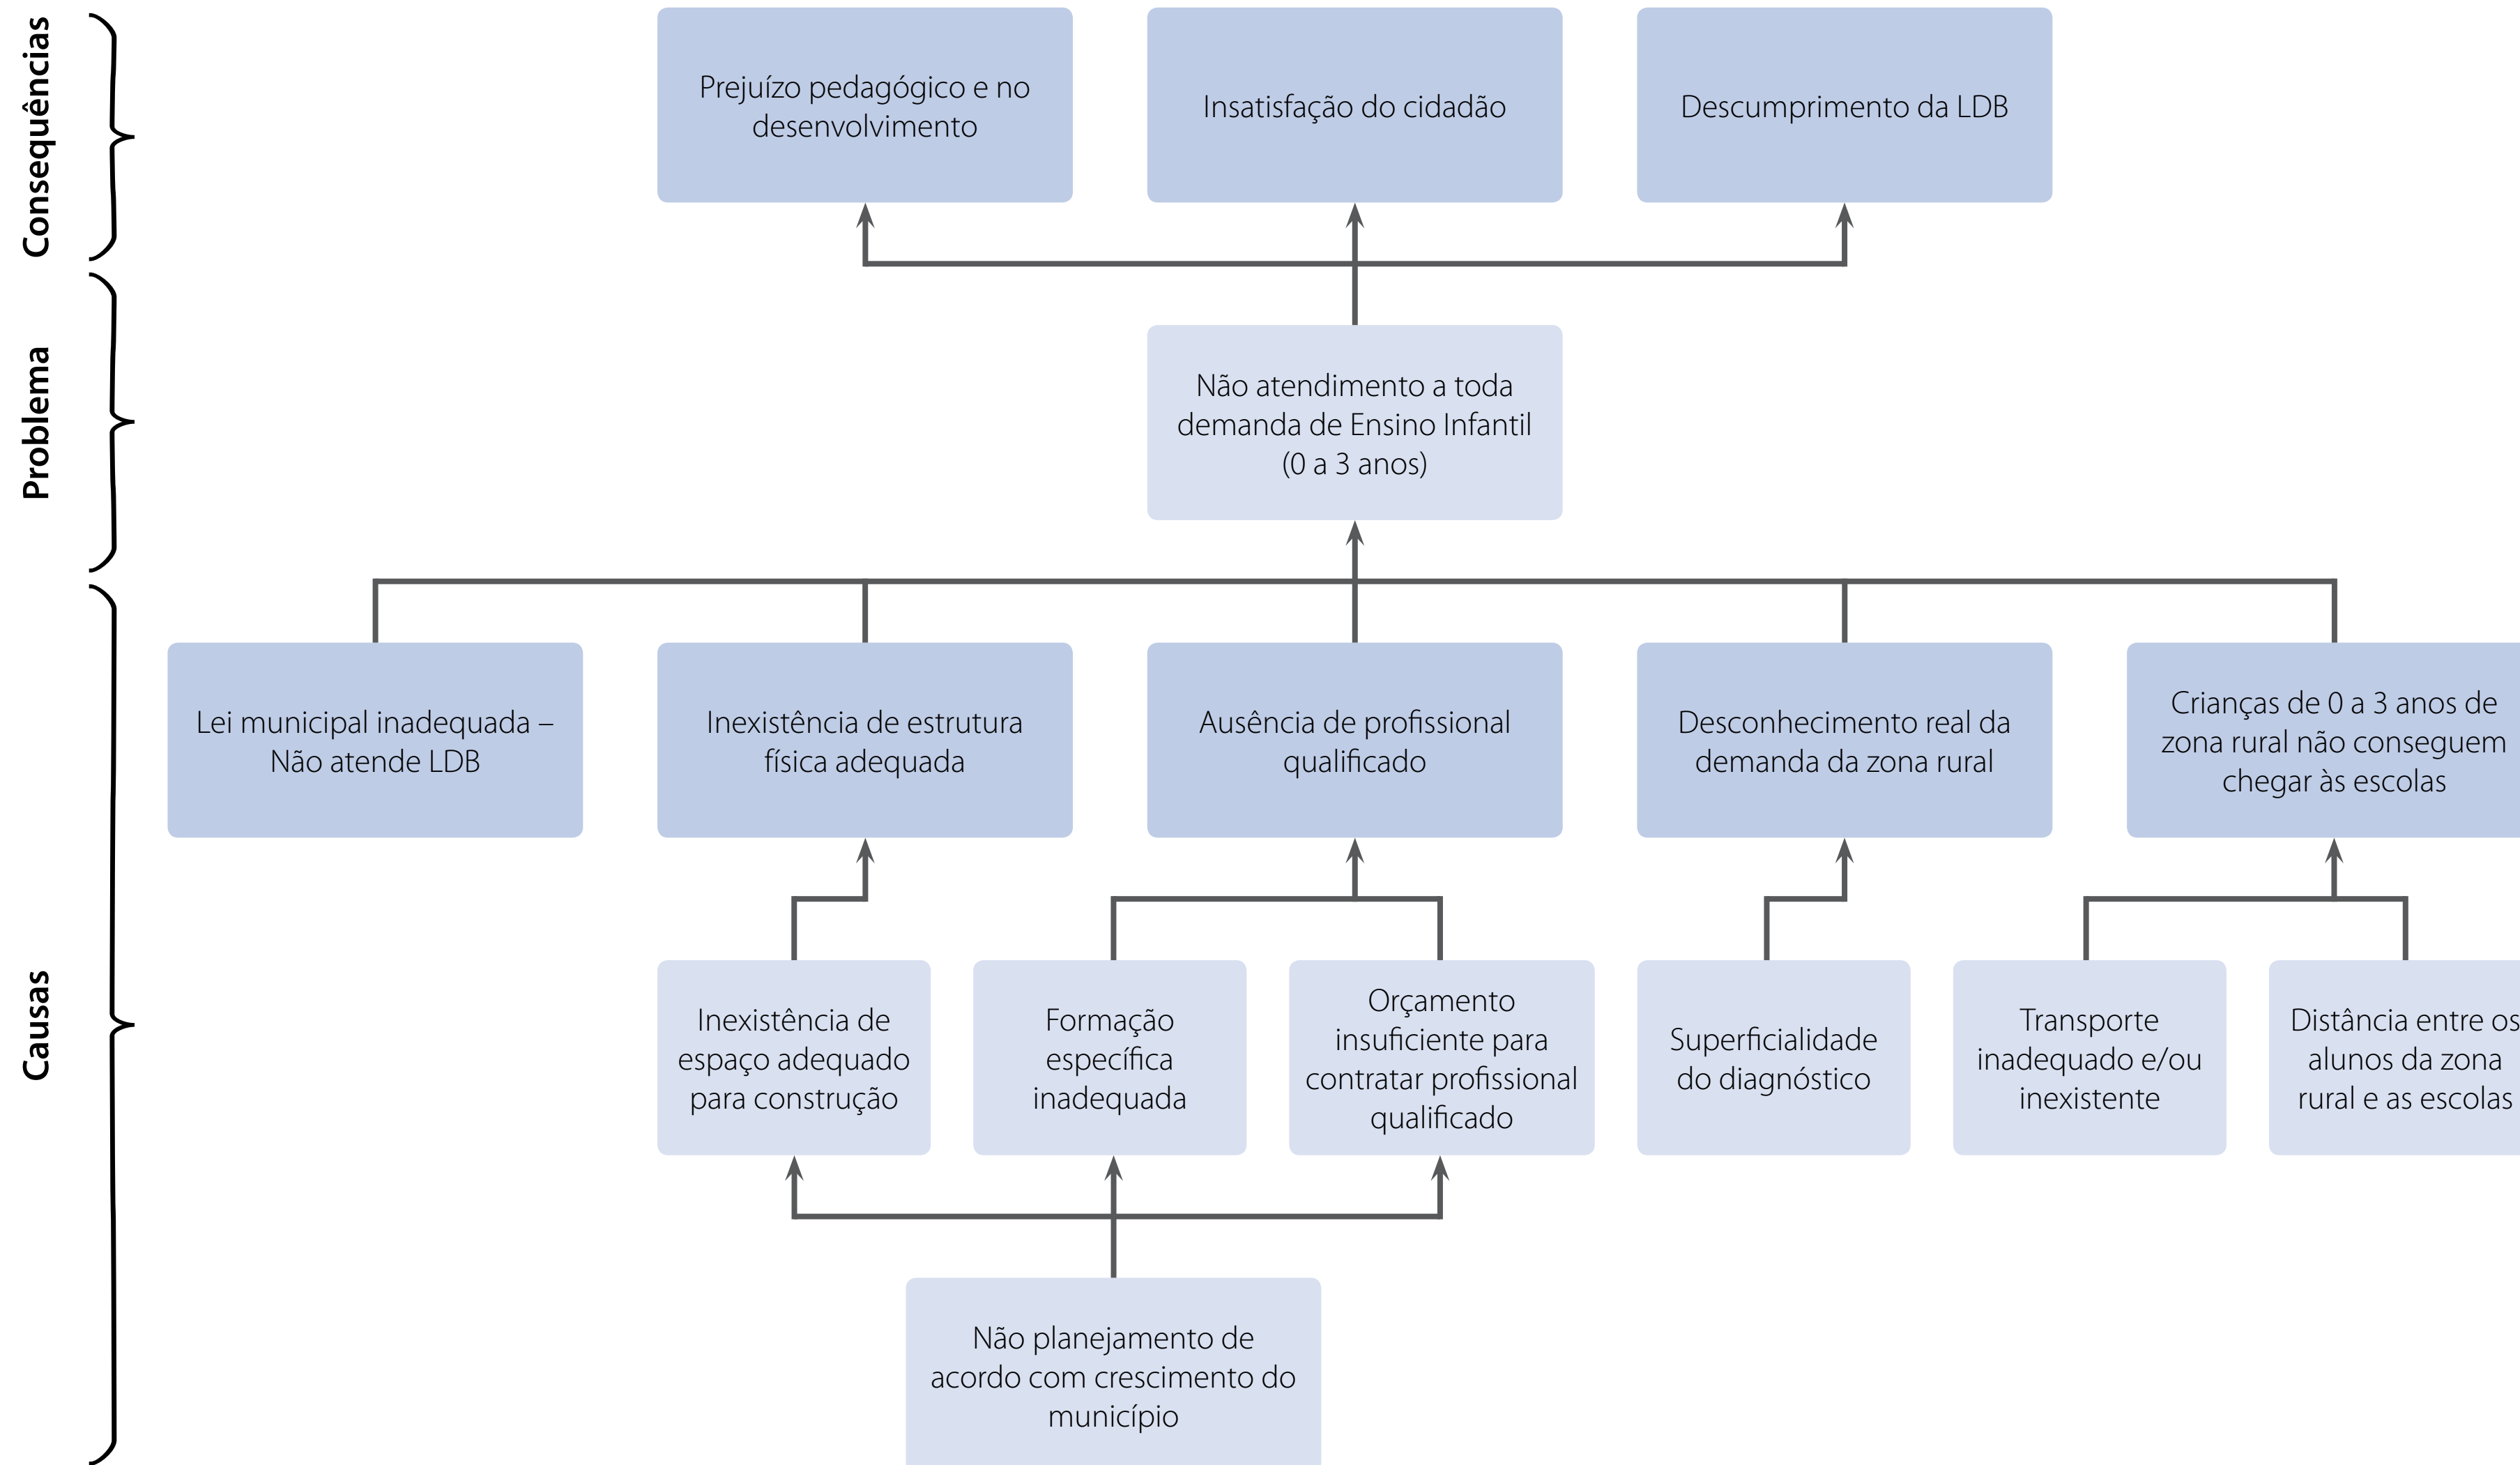 Consequências
Prejuízo pedagógico e no
desenvolvimento
Insatisfação do cidadão
Descumprimento da LDB
Problema
Não atendimento a toda
demanda de Ensino Infantil
(0 a 3 anos)
Causas
Lei municipal inadequada –
Não atende LDB
Inexistência de estrutura
física adequada
Ausência de profissional
qualificado
Desconhecimento real da
demanda da zona rural
Crianças de 0 a 3 anos de
zona rural não conseguem
chegar às escolas
Inexistência de
espaço adequado
para construção
Formação
específica
inadequada
Orçamento
insuficiente para
contratar profissional
qualificado
Superficialidade
do diagnóstico
Transporte
inadequado e/ou
inexistente
Distância entre os
alunos da zona
rural e as escolas
Não planejamento de
acordo com crescimento do
município